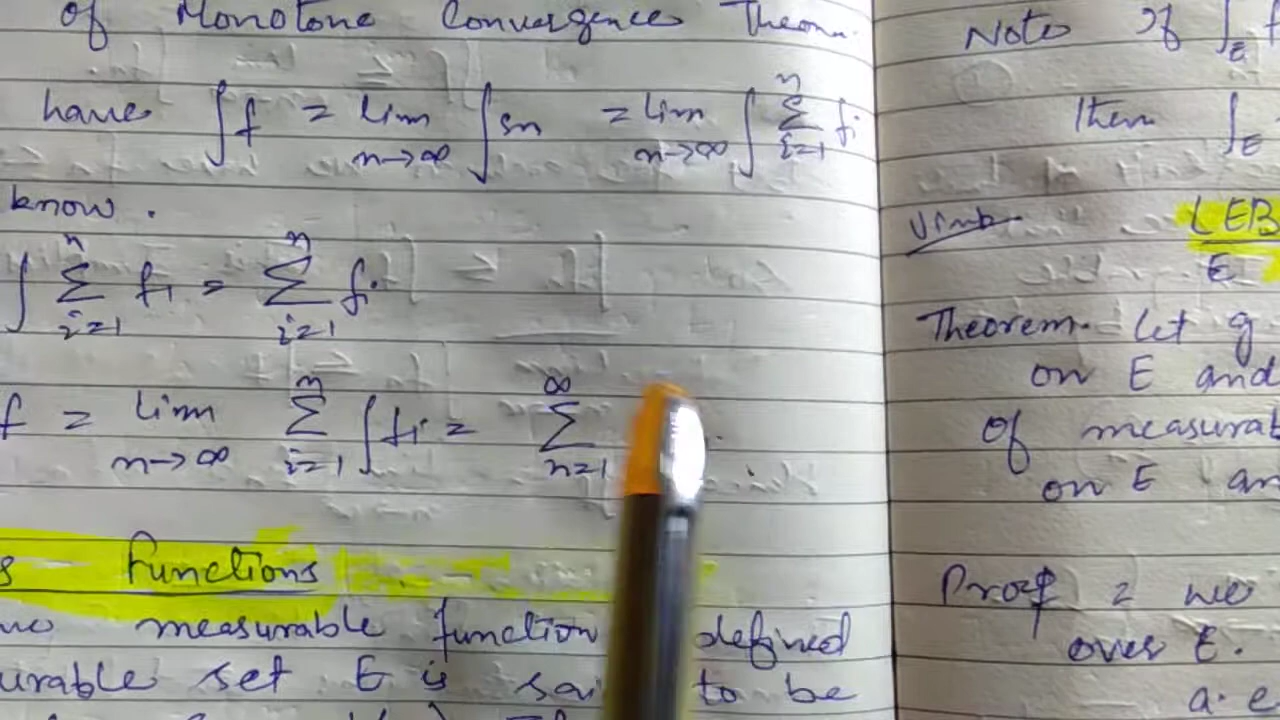 of Monotone Convergence Theorem.
have ∫f = lim n→∞ ∫sn = lim n→∞ ∫ n Σ i=1 fi
know.
∫ n Σ i=1 fi = n Σ i=1 fi
f = lim n→∞ n Σ i=1 ∫fi = ∞ Σ n=1
s Functions
measurable function defined
urable set E is sai to be
Note If ∫E f
Then ∫E
LEB
E
Theorem. Let g
on E and
of measurab
on E an
Proof = we
over E.
a.e